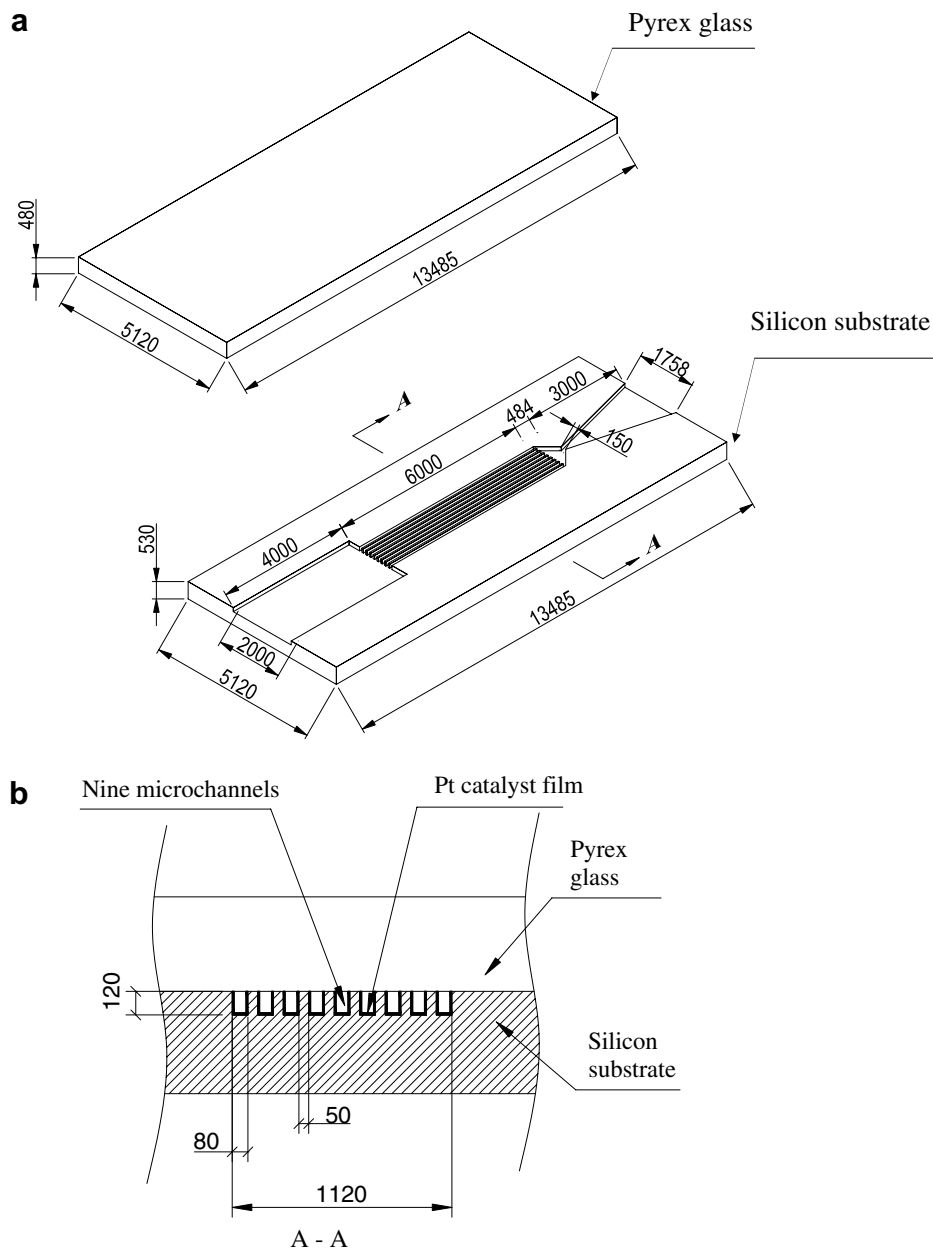 a
Pyrex glass
480
5120
13485
Silicon substrate
1758
3000
484
A
150
6000
4000
530
A
13485
2000
5120
b
Nine microchannels
Pt catalyst film
Pyrex
glass
120
Silicon
substrate
50
80
1120
A - A